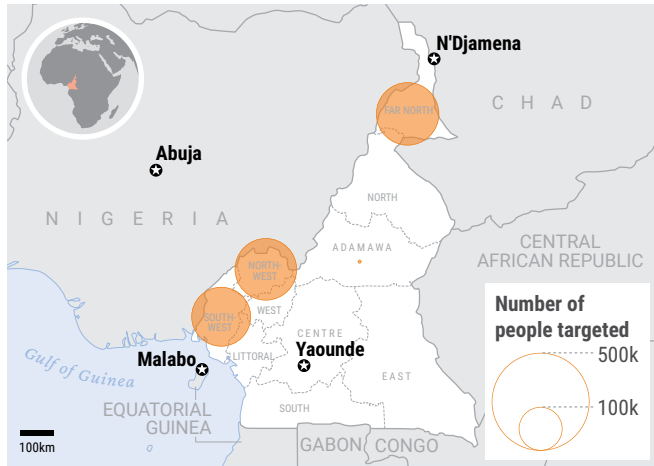 N'Djamena
CHAD
FAR NORTH
Abuja
NORTH
NIGERIA
ADAMAWA
CENTRAL
AFRICAN REPUBLIC
NORTH-
WEST
SOUTH-
WEST
WEST
CENTRE
LITTORAL
Yaounde
Malabo
Gulf of Guinea
EAST
SOUTH
EQUATORIAL
GUINEA
GABON
CONGO
100km
Number of
people targeted
500k
100k